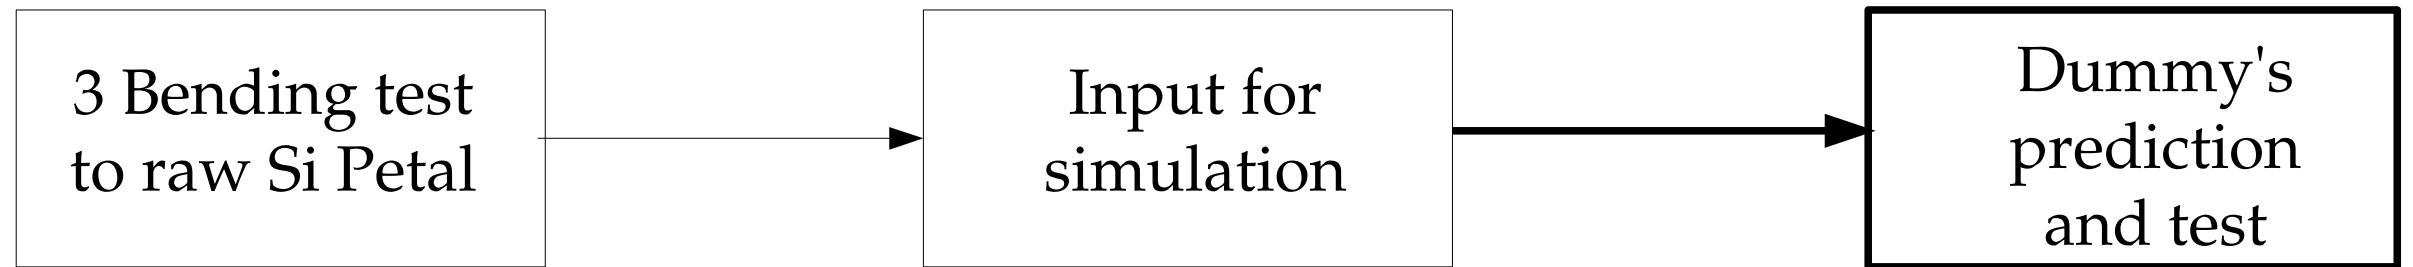 3 Bending test
to raw Si Petal
Input for
simulation
Dummy's
prediction
and test